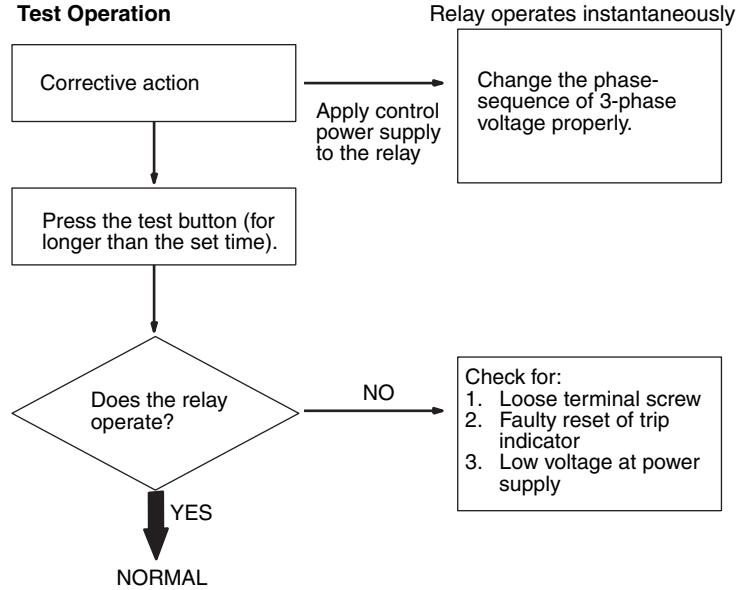 Test Operation
Relay operates instantaneously
Corrective action
Apply control
power supply
to the relay
Change the phase-
sequence of 3-phase
voltage properly.
Press the test button (for
longer than the set time).
Does the relay
operate?
NO
Check for:
1. Loose terminal screw
2. Faulty reset of trip
indicator
3. Low voltage at power
supply
YES
NORMAL